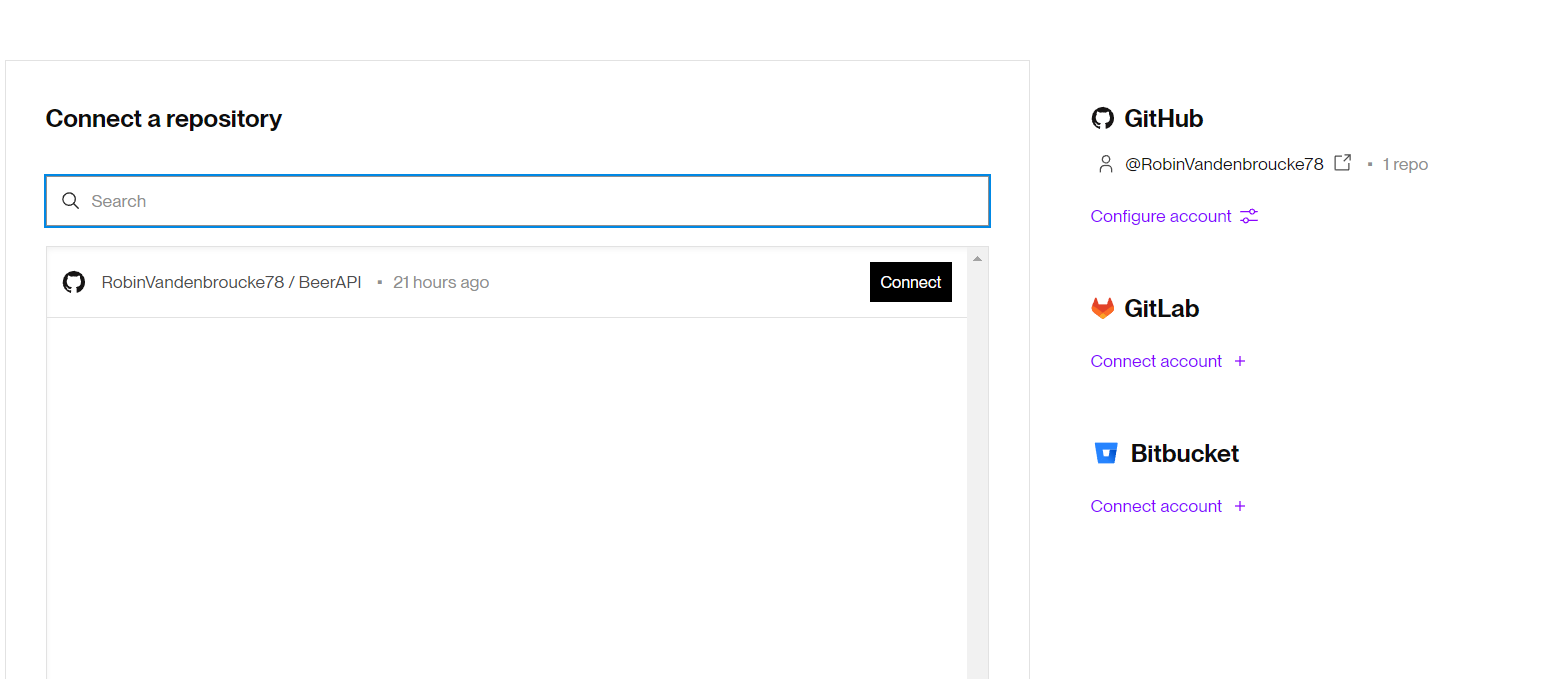 Connect a repository
Search
RobinVandenbroucke78 / BeerAPI • 21 hours ago
Connect
GitHub
@RobinVandenbroucke78 • 1 repo
Configure account
GitLab
Connect account +
Bitbucket
Connect account +